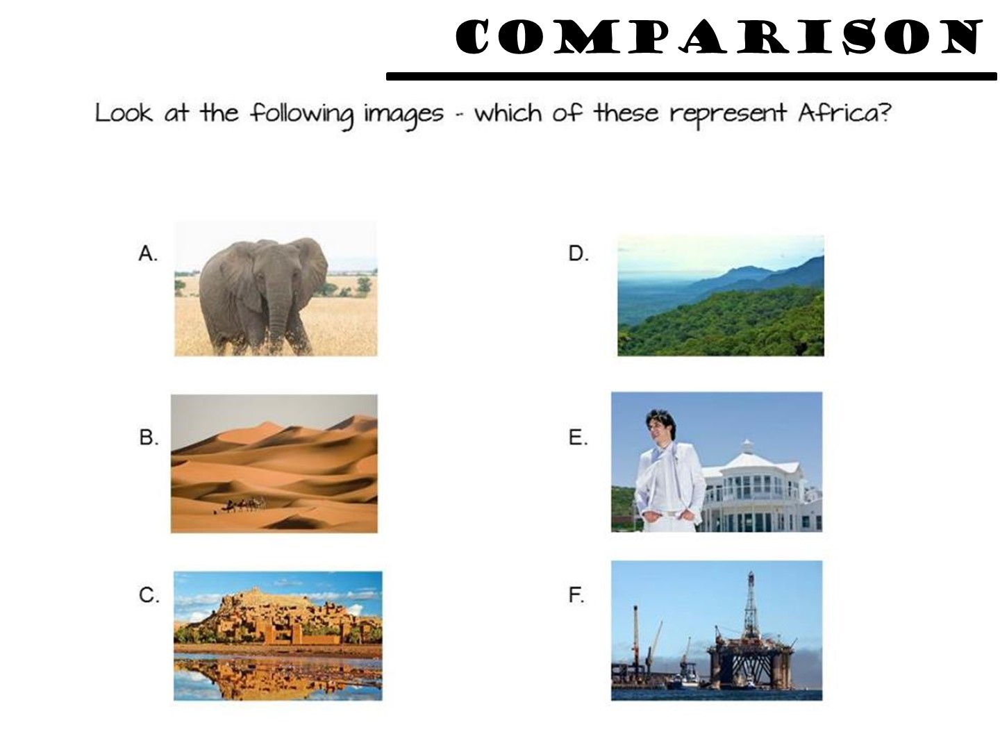 COMPARISON
Look at the following images - which of these represent Africa?
A.
B.
C.
D.
E.
F.